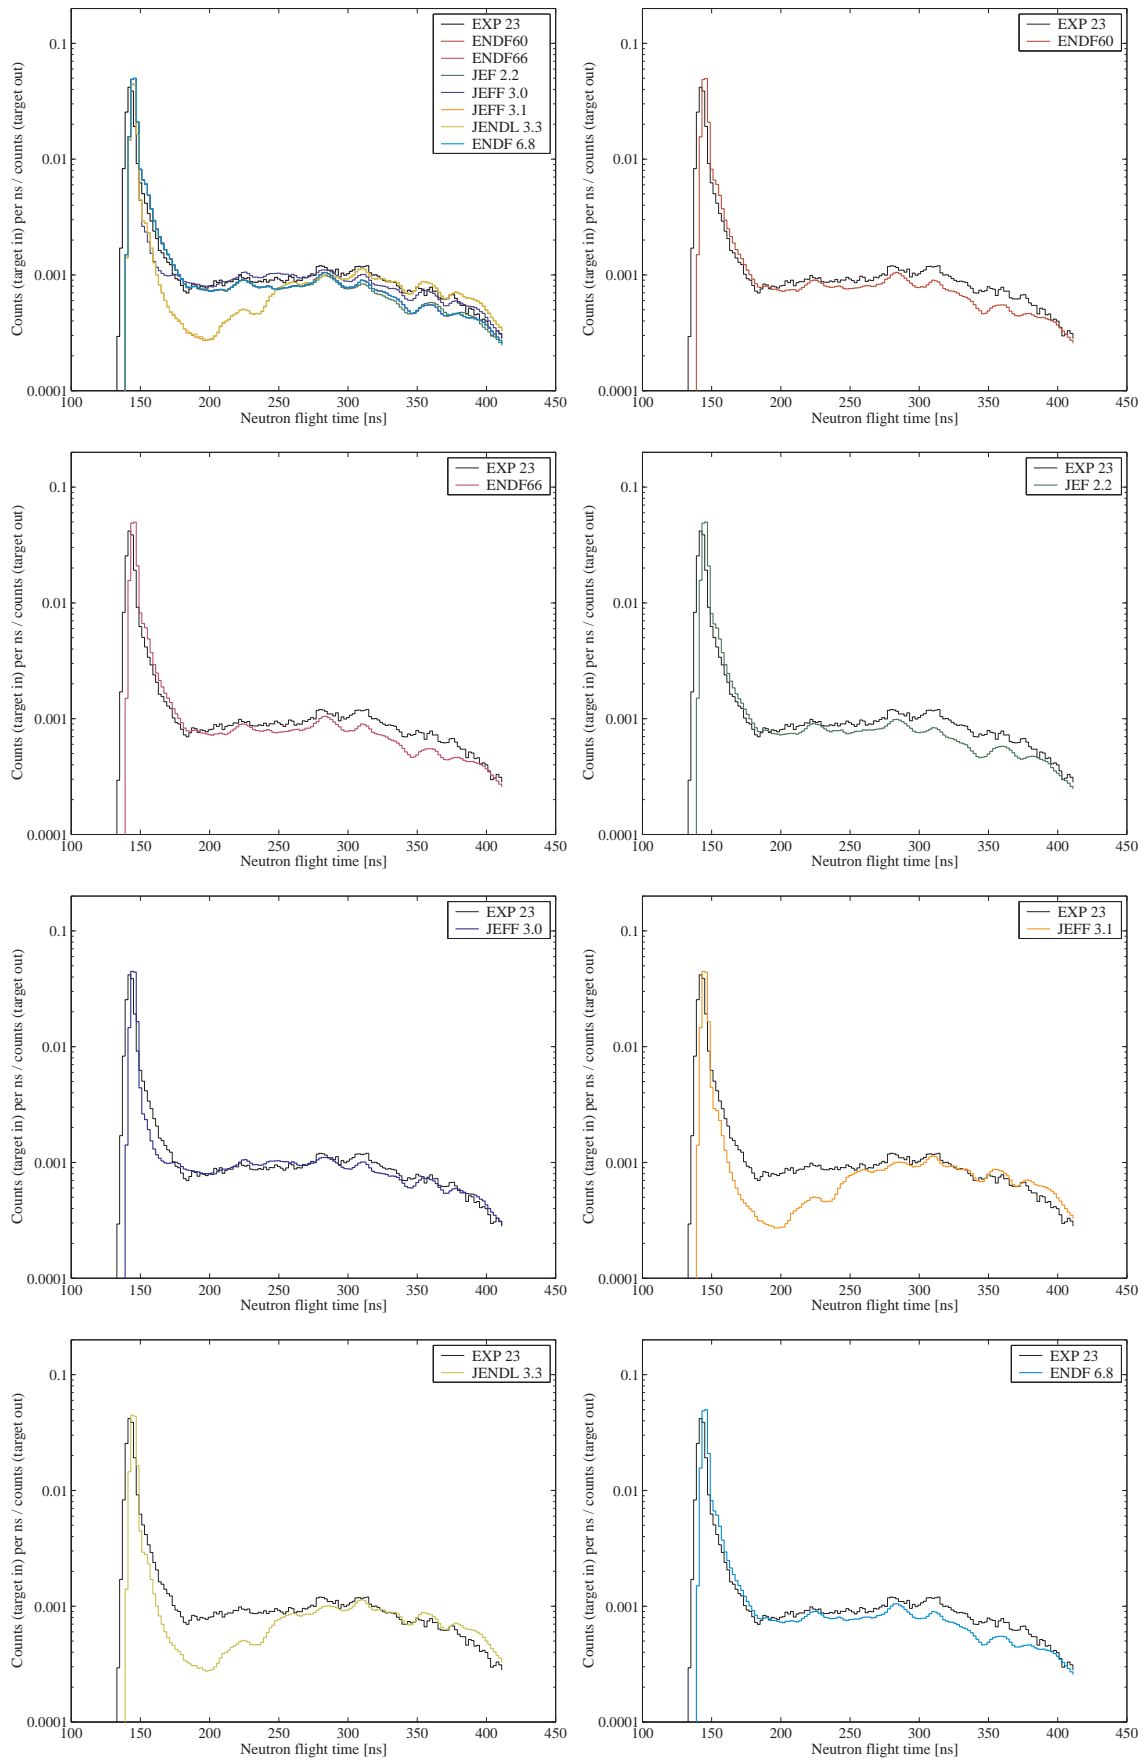 EXP 23
ENDF60
ENDF66
JEF 2.2
JEFF 3.0
JEFF 3.1
JENDL 3.3
ENDF 6.8
0.1
0.01
0.001
0.0001
100 150 200 250 300 350 400 450
Neutron flight time [ns]
Counts (target in) per ns / counts (target out)
EXP 23
ENDF60
0.1
0.01
0.001
0.0001
100 150 200 250 300 350 400 450
Neutron flight time [ns]
Counts (target in) per ns / counts (target out)
EXP 23
ENDF66
0.1
0.01
0.001
0.0001
100 150 200 250 300 350 400 450
Neutron flight time [ns]
Counts (target in) per ns / counts (target out)
EXP 23
JEF 2.2
0.1
0.01
0.001
0.0001
100 150 200 250 300 350 400 450
Neutron flight time [ns]
Counts (target in) per ns / counts (target out)
EXP 23
JEFF 3.0
0.1
0.01
0.001
0.0001
100 150 200 250 300 350 400 450
Neutron flight time [ns]
Counts (target in) per ns / counts (target out)
EXP 23
JEFF 3.1
0.1
0.01
0.001
0.0001
100 150 200 250 300 350 400 450
Neutron flight time [ns]
Counts (target in) per ns / counts (target out)
EXP 23
JENDL 3.3
0.1
0.01
0.001
0.0001
100 150 200 250 300 350 400 450
Neutron flight time [ns]
Counts (target in) per ns / counts (target out)
EXP 23
ENDF 6.8
0.1
0.01
0.001
0.0001
100 150 200 250 300 350 400 450
Neutron flight time [ns]
Counts (target in) per ns / counts (target out)